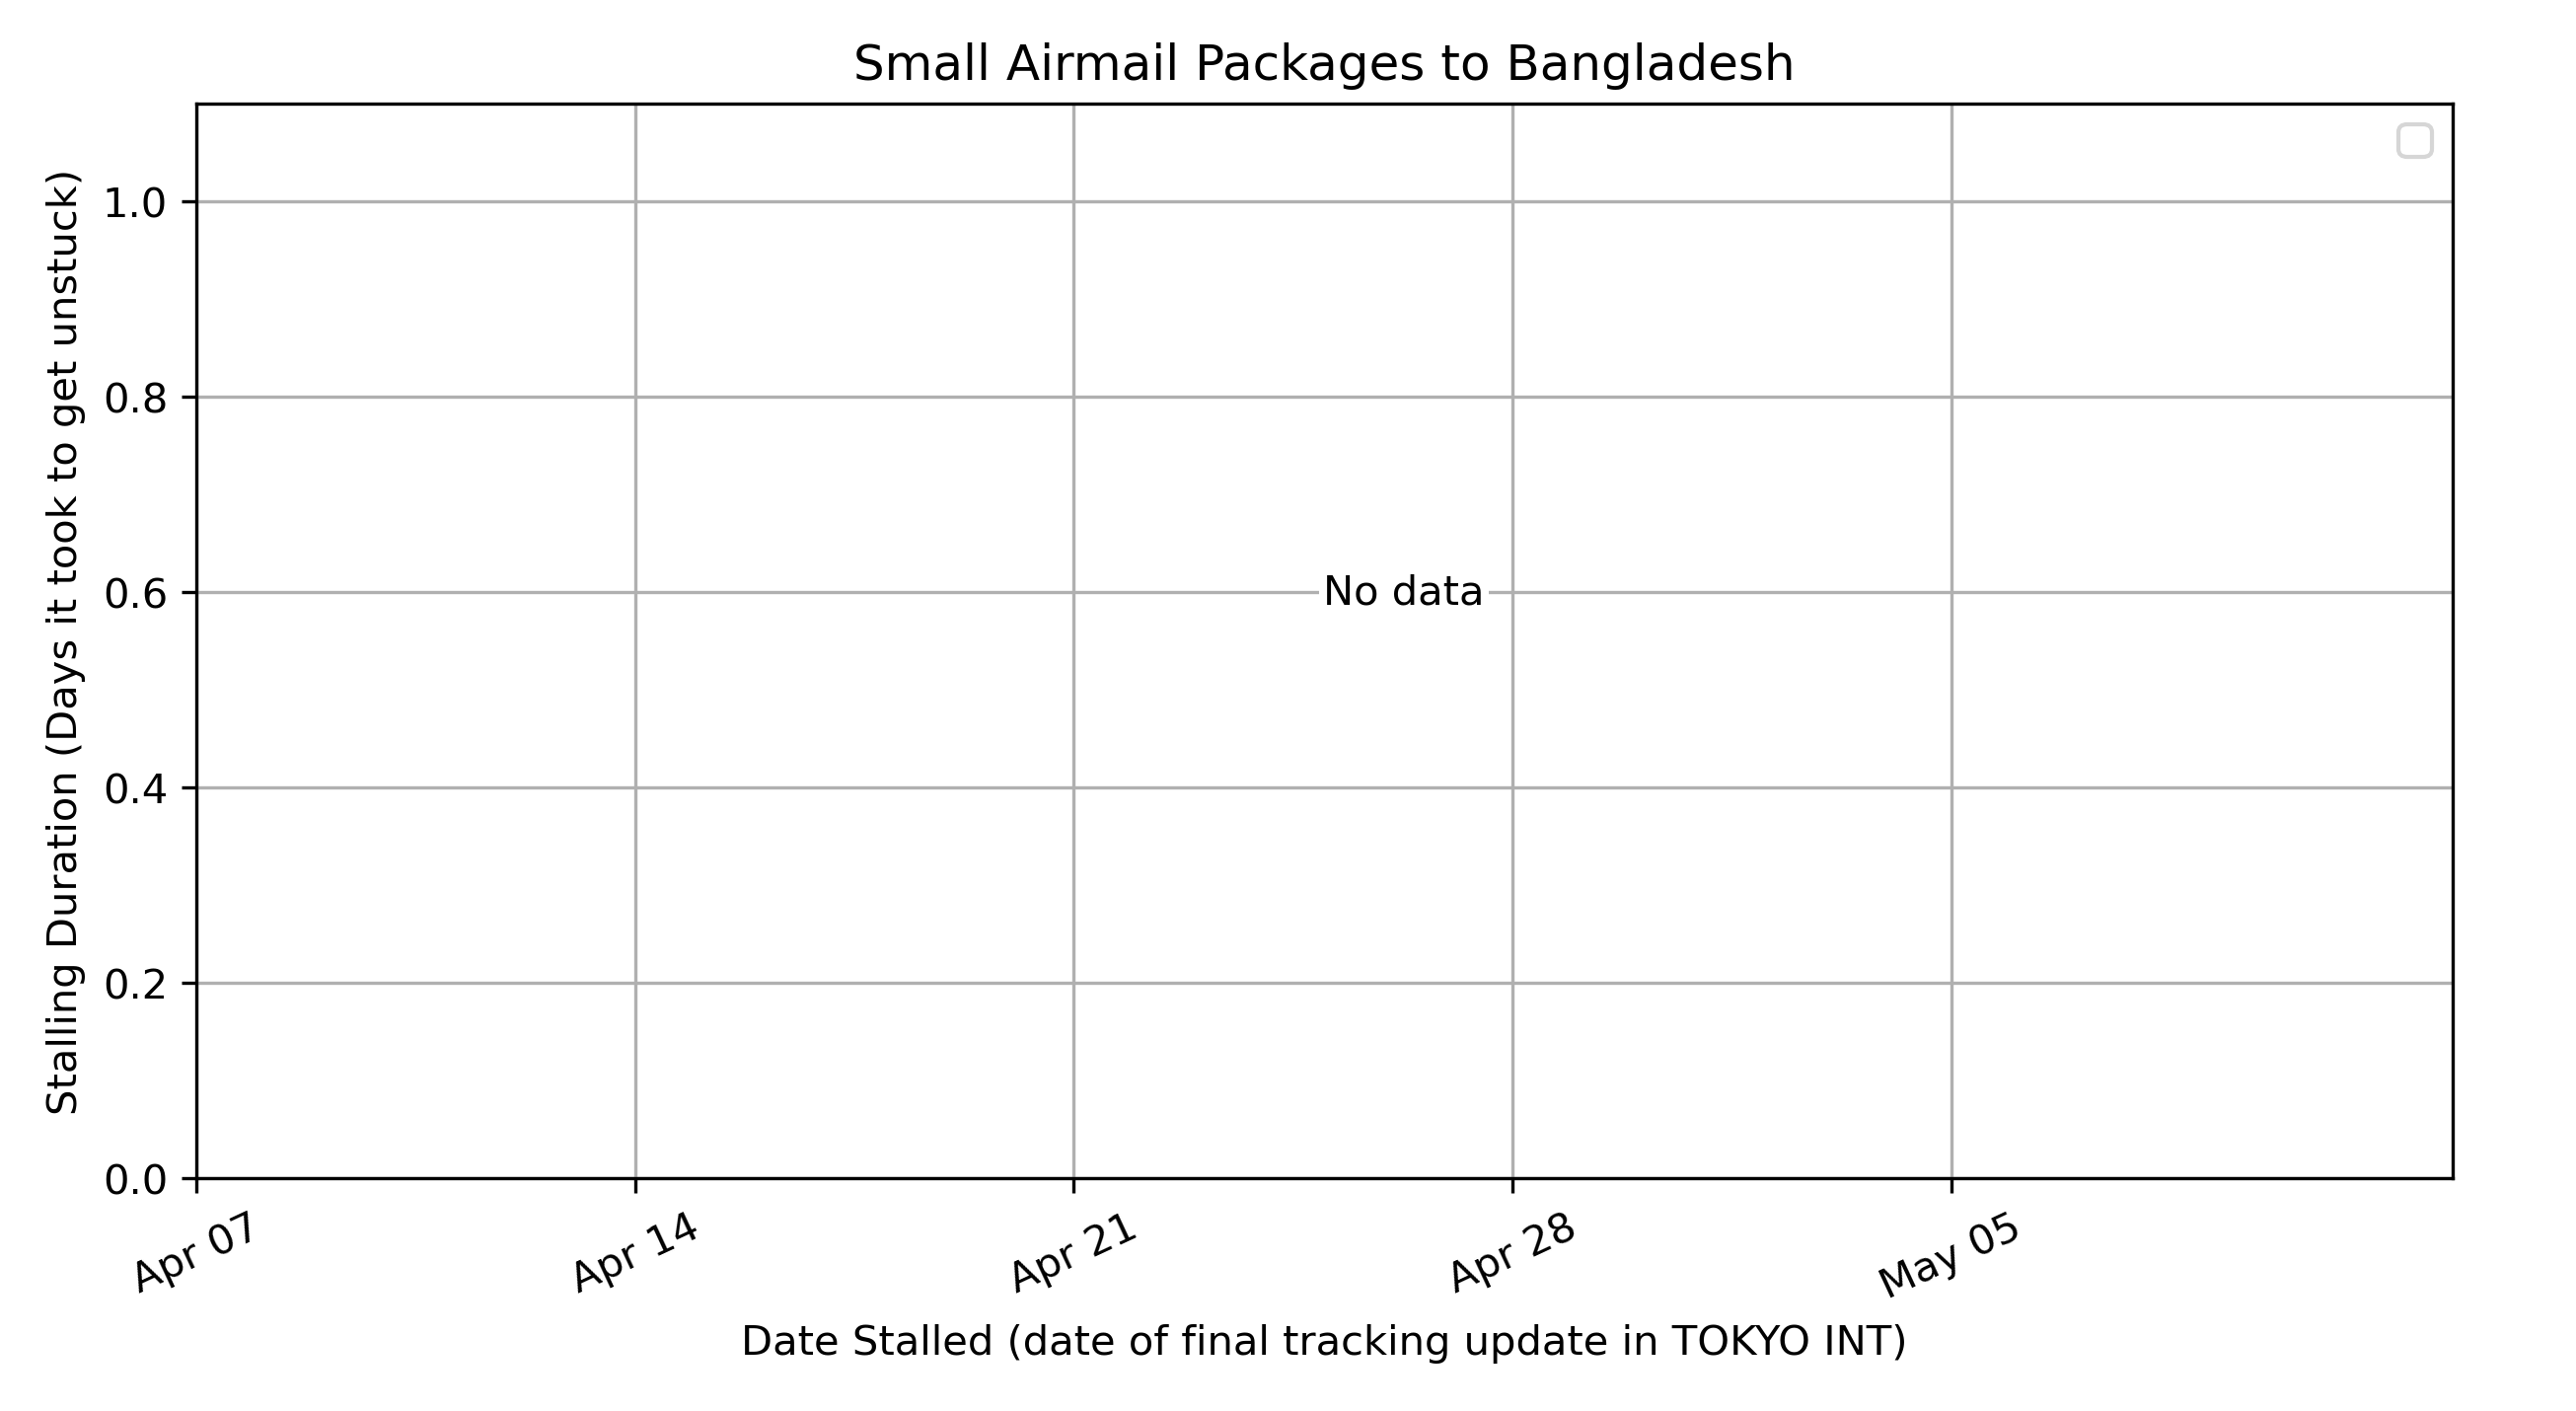 Small Airmail Packages to Bangladesh
Stalling Duration (Days it took to get unstuck)
1.0
0.8
0.6
0.4
0.2
0.0
No data
Apr 07
Apr 14
Apr 21
Apr 28
May 05
Date Stalled (date of final tracking update in TOKYO INT)